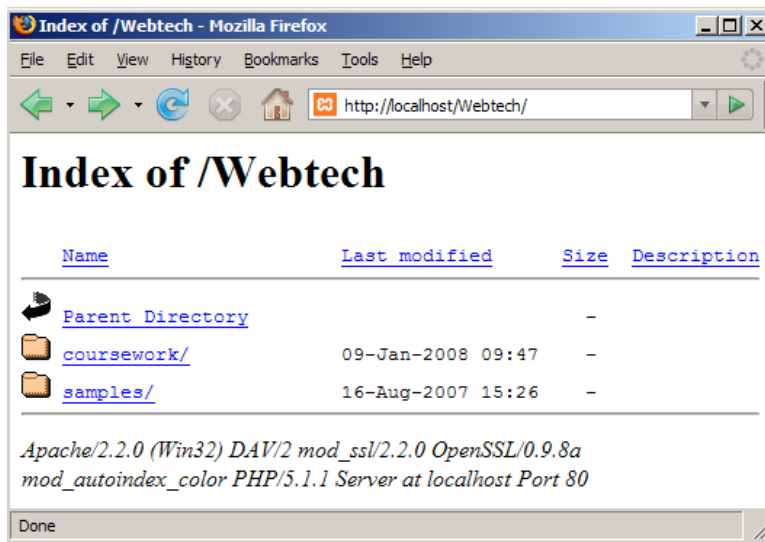 Index of /Webtech - Mozilla Firefox
File Edit View History Bookmarks Tools Help
http://localhost/Webtech/
Index of /Webtech
Name Last modified Size Description
Parent Directory -
coursework/ 09-Jan-2008 09:47 -
samples/ 16-Aug-2007 15:26 -
Apache/2.2.0 (Win32) DAV/2 mod_ssl/2.2.0 OpenSSL/0.9.8a
mod_autoindex_color PHP/5.1.1 Server at localhost Port 80
Done